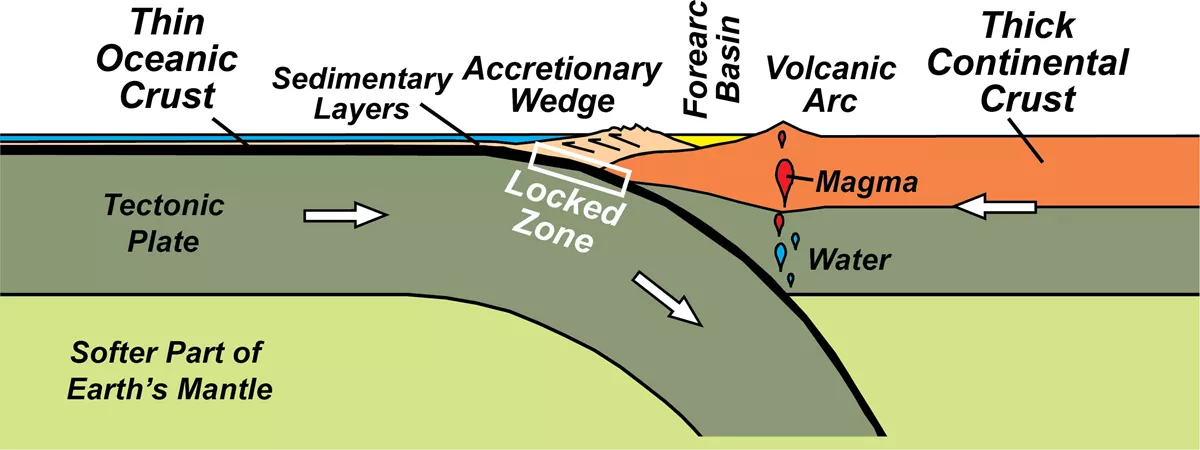 Thin
Oceanic
Crust
Sedimentary
Layers
Accretionary
Wedge
Forearc
Basin
Volcanic
Arc
Thick
Continental
Crust
Locked
Zone
Magma
Water
Tectonic
Plate
Softer Part of
Earth's Mantle